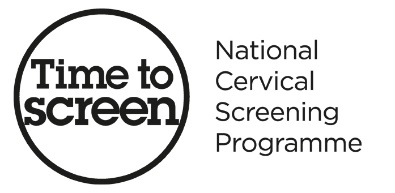 Time to
screen
National
Cervical
Screening
Programme